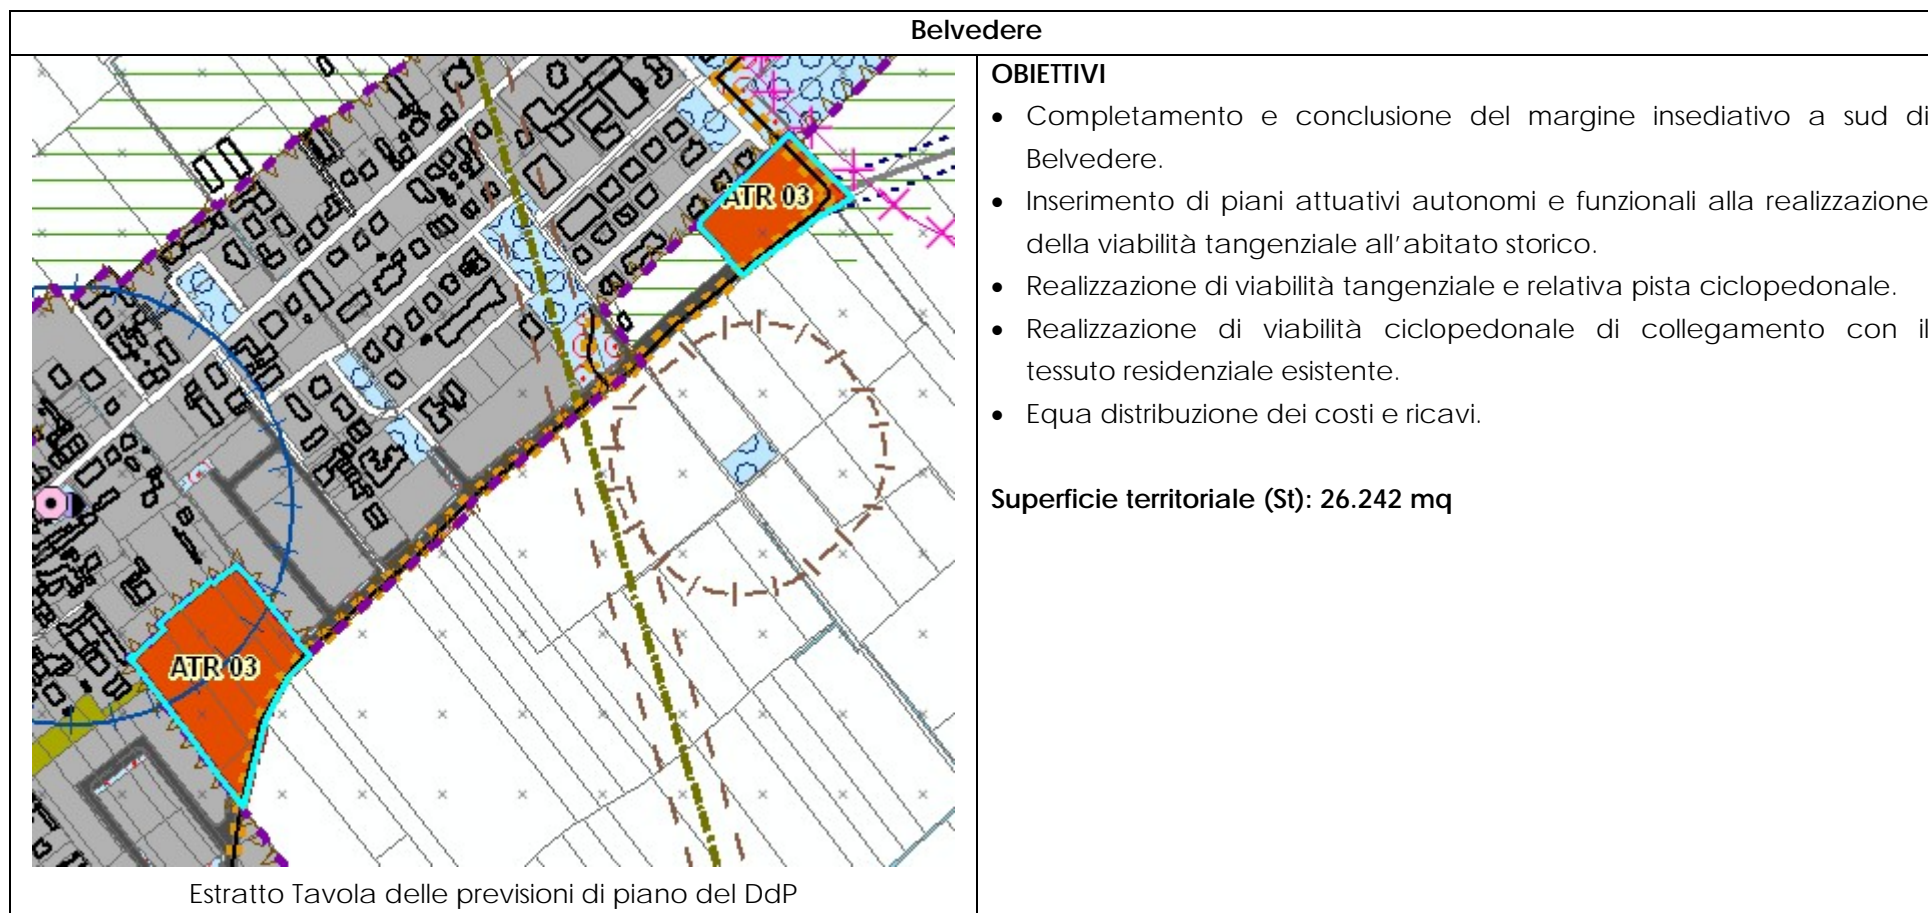 Belvedere
ATR 03
ATR 03
Estratto Tavola delle previsioni di piano del DdP
OBIETTIVI
• Completamento e conclusione del margine insediativo a sud di
Belvedere.
• Inserimento di piani attuativi autonomi e funzionali alla realizzazione
della viabilità tangenziale all'abitato storico.
• Realizzazione di viabilità tangenziale e relativa pista ciclopedonale.
• Realizzazione di viabilità ciclopedonale di collegamento con il
tessuto residenziale esistente.
• Equa distribuzione dei costi e ricavi.
Superficie territoriale (St): 26.242 mq